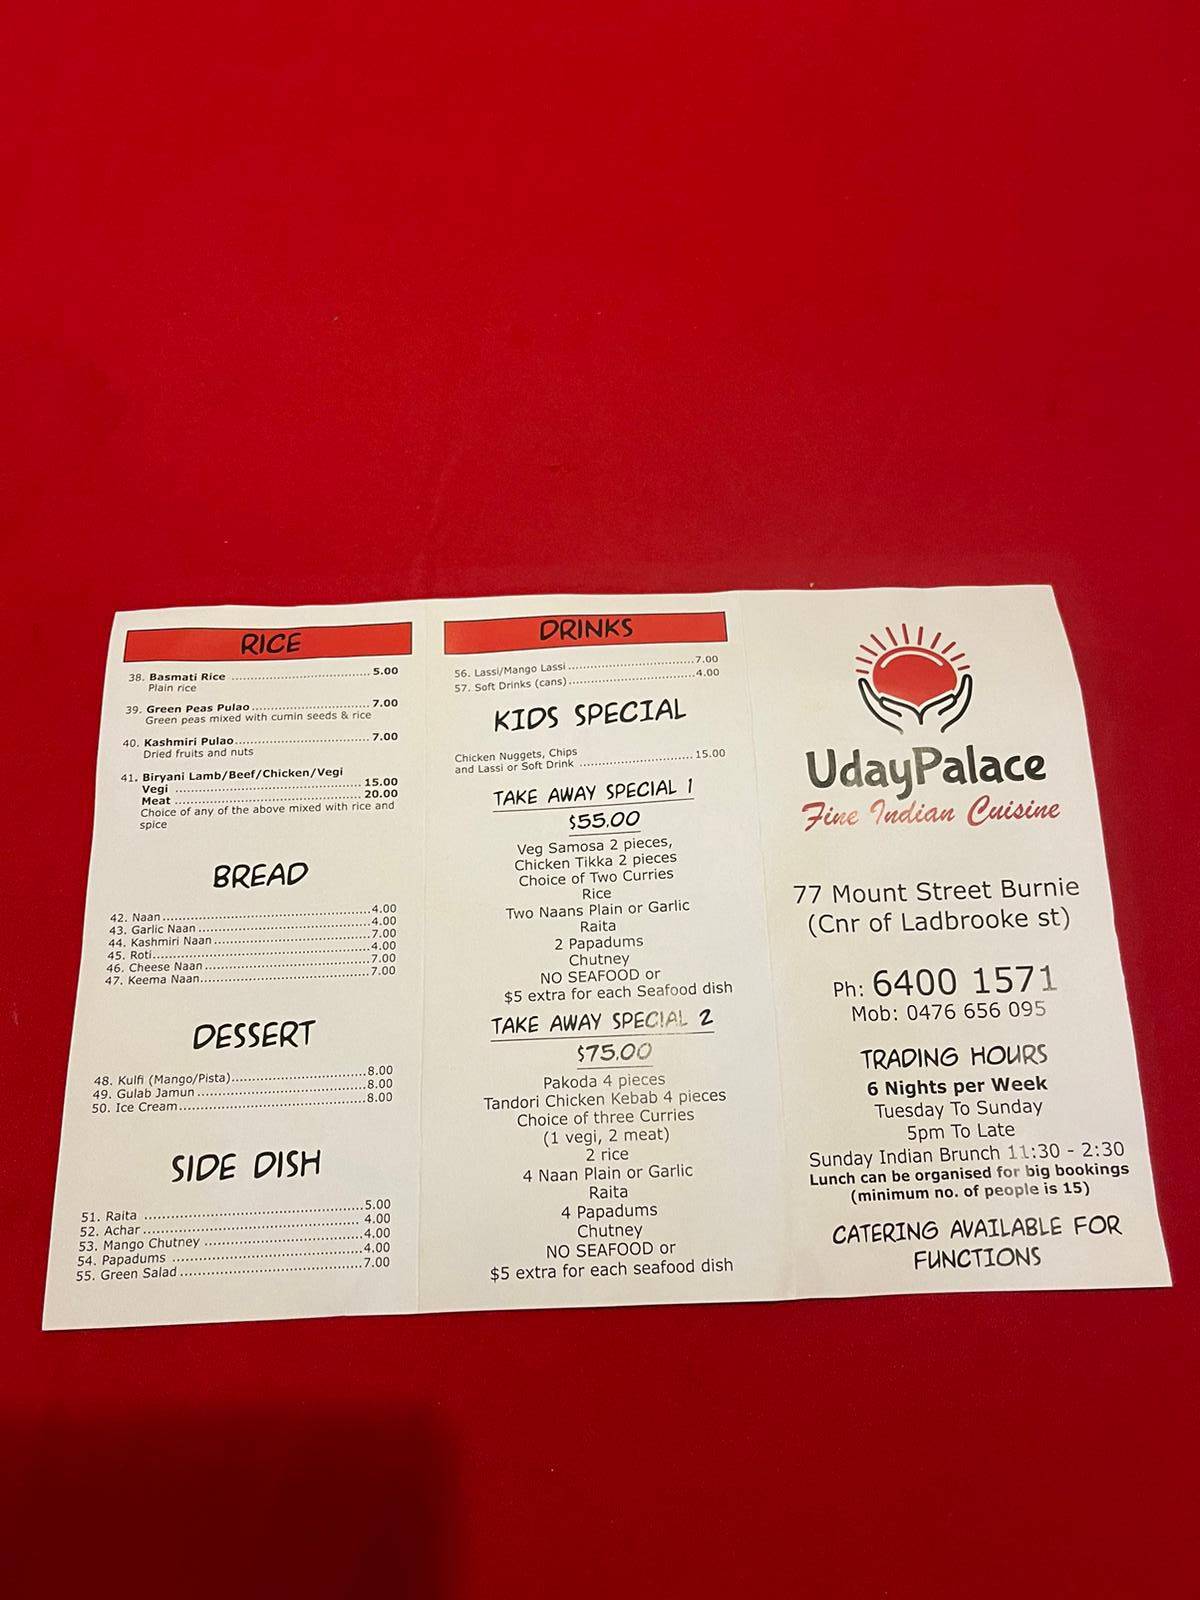 RICE
38. Basmati Rice ................................. 5.00
Plain rice
39. Green Peas Pulao ............................. 7.00
Green peas mixed with cumin seeds & rice
40. Kashmiri Pulao ................................ 7.00
Dried fruits and nuts
41. Biryani Lamb/Beef/Chicken/Vegi
Vegi ............................................. 15.00
Meat ............................................ 20.00
Choice of any of the above mixed with rice and
spice
BREAD
42. Naan ................................................4.00
43. Garlic Naan ........................................4.00
44. Kashmiri Naan ....................................7.00
45. Roti..................................................4.00
46. Cheese Naan ......................................7.00
47. Keema Naan.......................................7.00
DESSERT
48. Kulfi (Mango/Pista)...............................8.00
49. Gulab Jamun ......................................8.00
50. Ice Cream..........................................8.00
SIDE DISH
51. Raita ................................................5.00
52. Achar ............................................... 4.00
53. Mango Chutney ...................................4.00
54. Papadums ..........................................4.00
55. Green Salad ........................................7.00
DRINKS
56. Lassi/Mango Lassi ..............................7.00
57. Soft Drinks (cans)..............................4.00
KIDS SPECIAL
Chicken Nuggets, Chips
and Lassi or Soft Drink ...........................15.00
TAKE AWAY SPECIAL 1
$55.00
Veg Samosa 2 pieces,
Chicken Tikka 2 pieces
Choice of Two Curries
Rice
Two Naans Plain or Garlic
Raita
2 Papadums
Chutney
NO SEAFOOD or
$5 extra for each Seafood dish
TAKE AWAY SPECIAL 2
$75.00
Pakoda 4 pieces
Tandori Chicken Kebab 4 pieces
Choice of three Curries
(1 vegi, 2 meat)
2 rice
4 Naan Plain or Garlic
Raita
4 Papadums
Chutney
NO SEAFOOD or
$5 extra for each seafood dish
UdayPalace
Fine Indian Cuisine
77 Mount Street Burnie
(Cnr of Ladbrooke st)
Ph: 6400 1571
Mob: 0476 656 095
TRADING HOURS
6 Nights per Week
Tuesday To Sunday
5pm To Late
Sunday Indian Brunch 11:30 - 2:30
Lunch can be organised for big bookings
(minimum no. of people is 15)
CATERING AVAILABLE FOR
FUNCTIONS